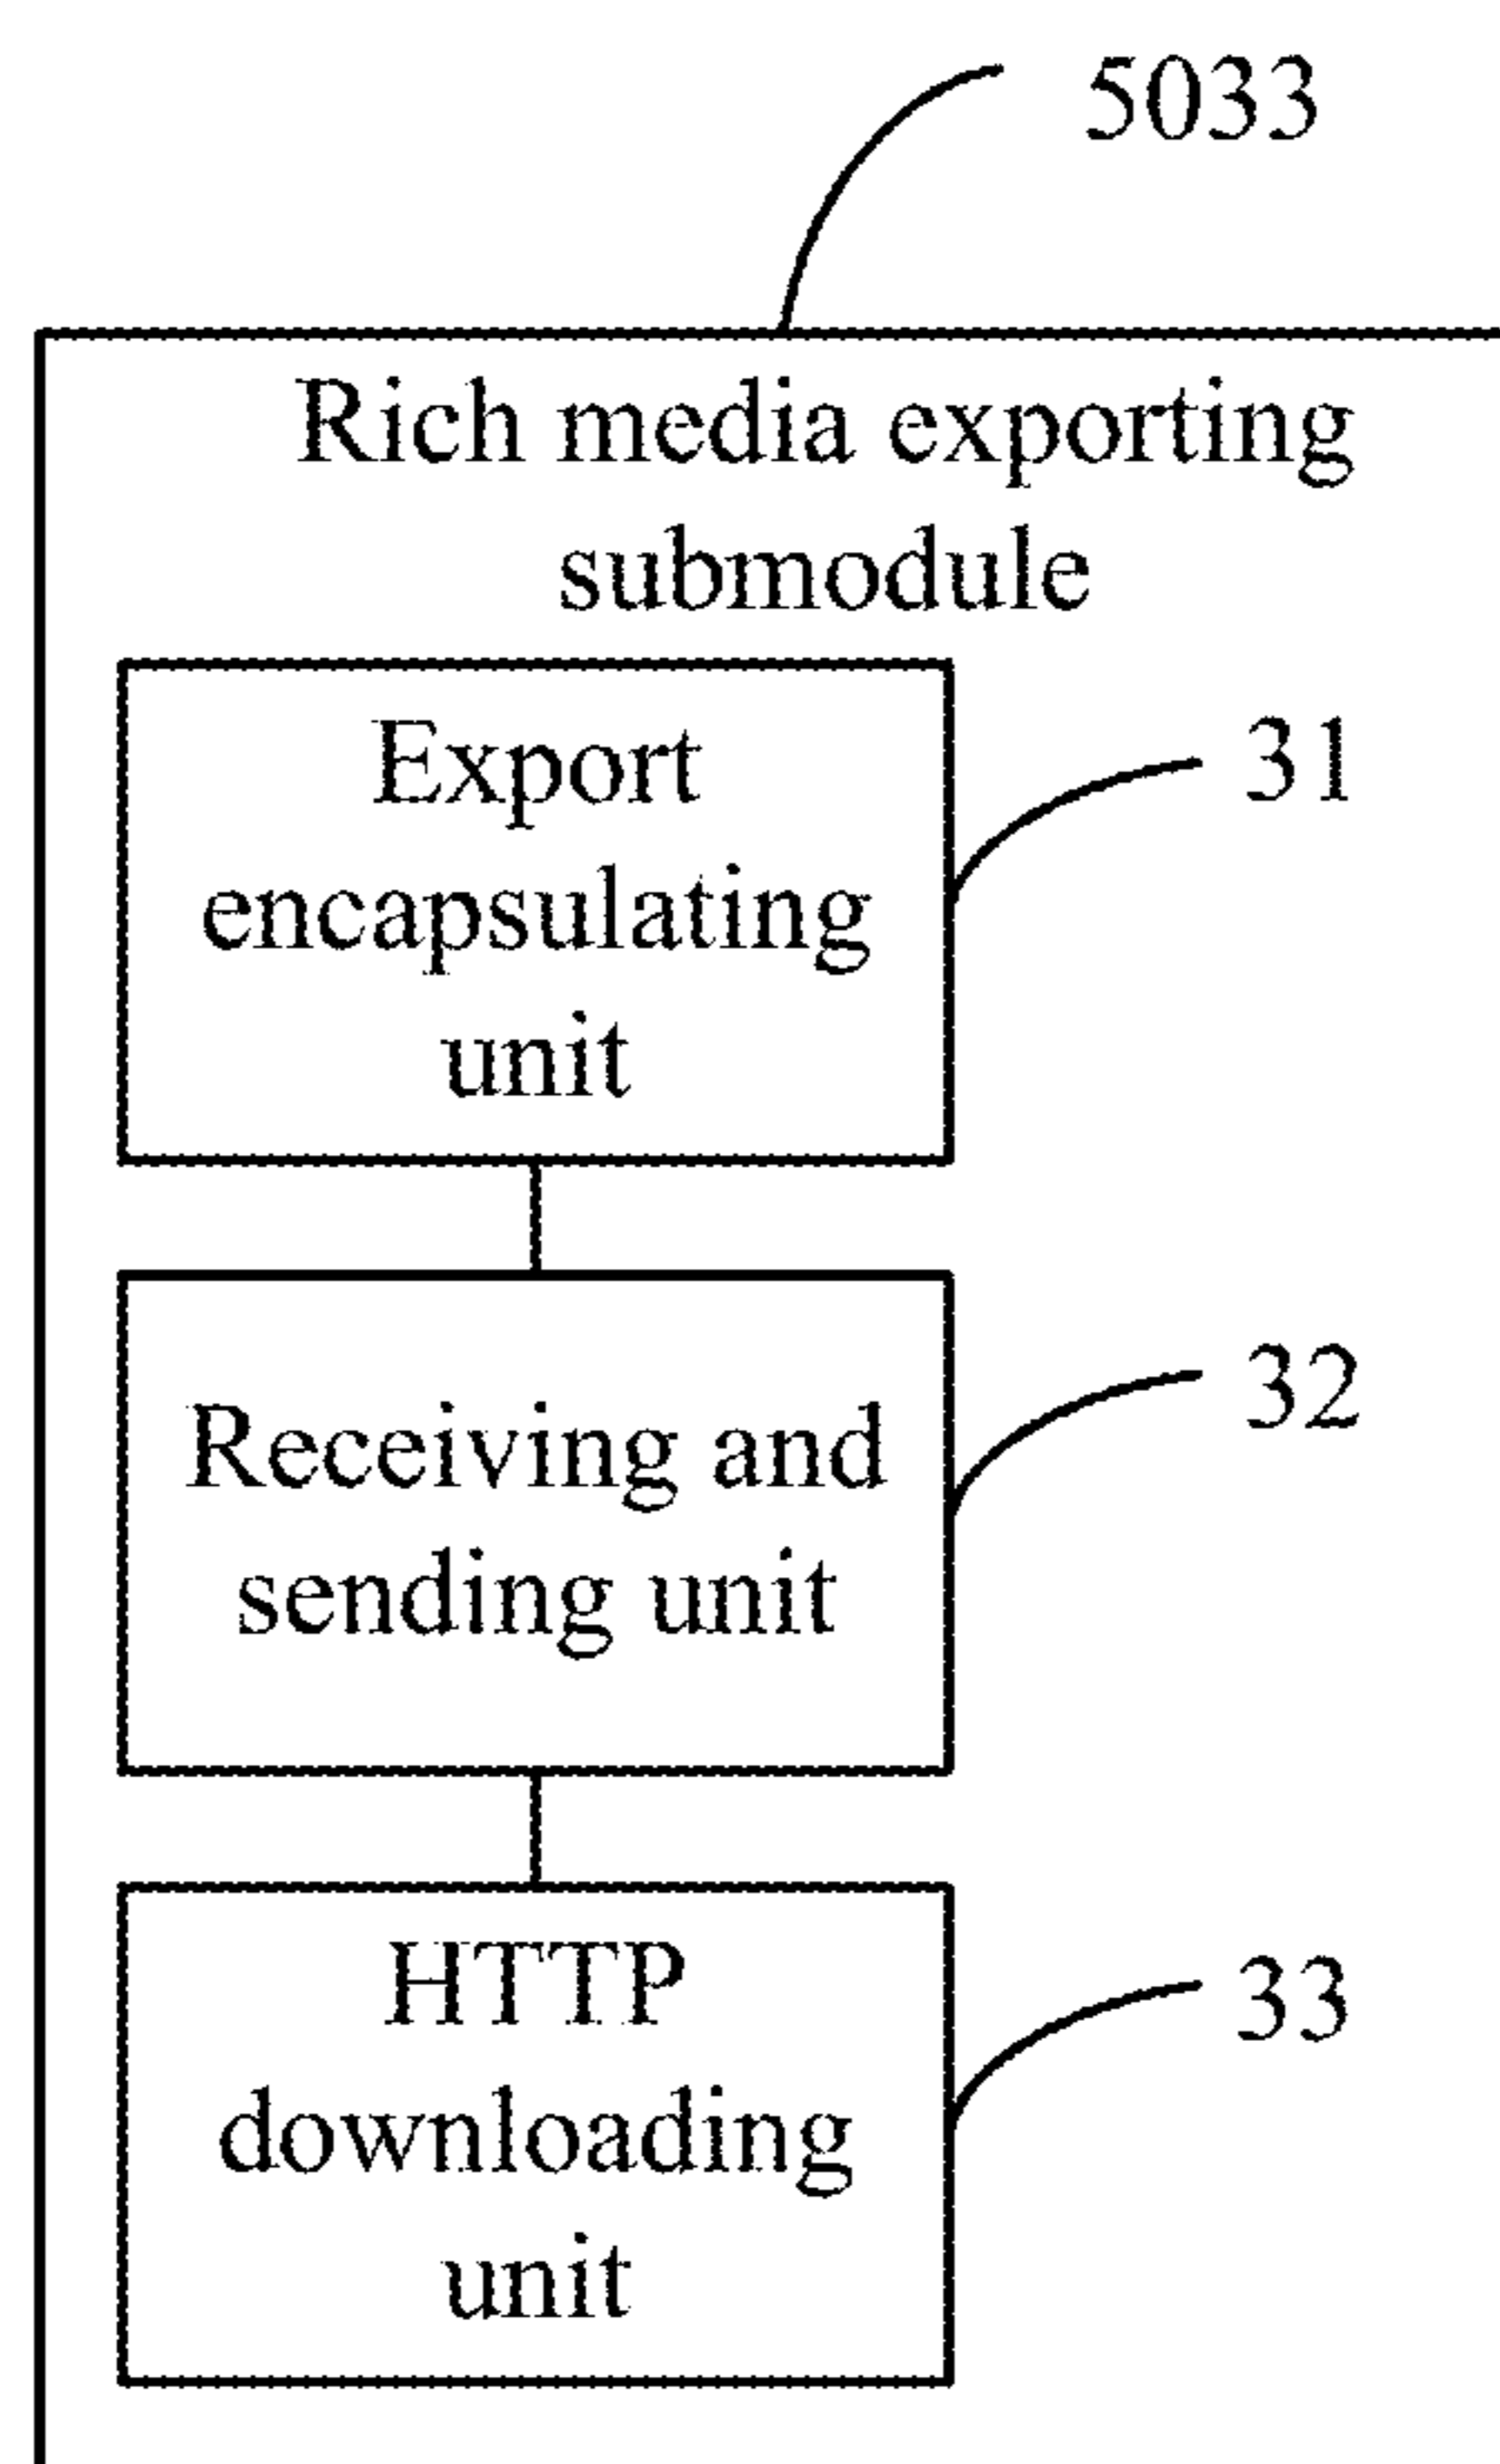 5033
Rich media exporting
submodule
Export
encapsulating
unit
31
Receiving and
sending unit
32
HTTP
downloading
unit
33